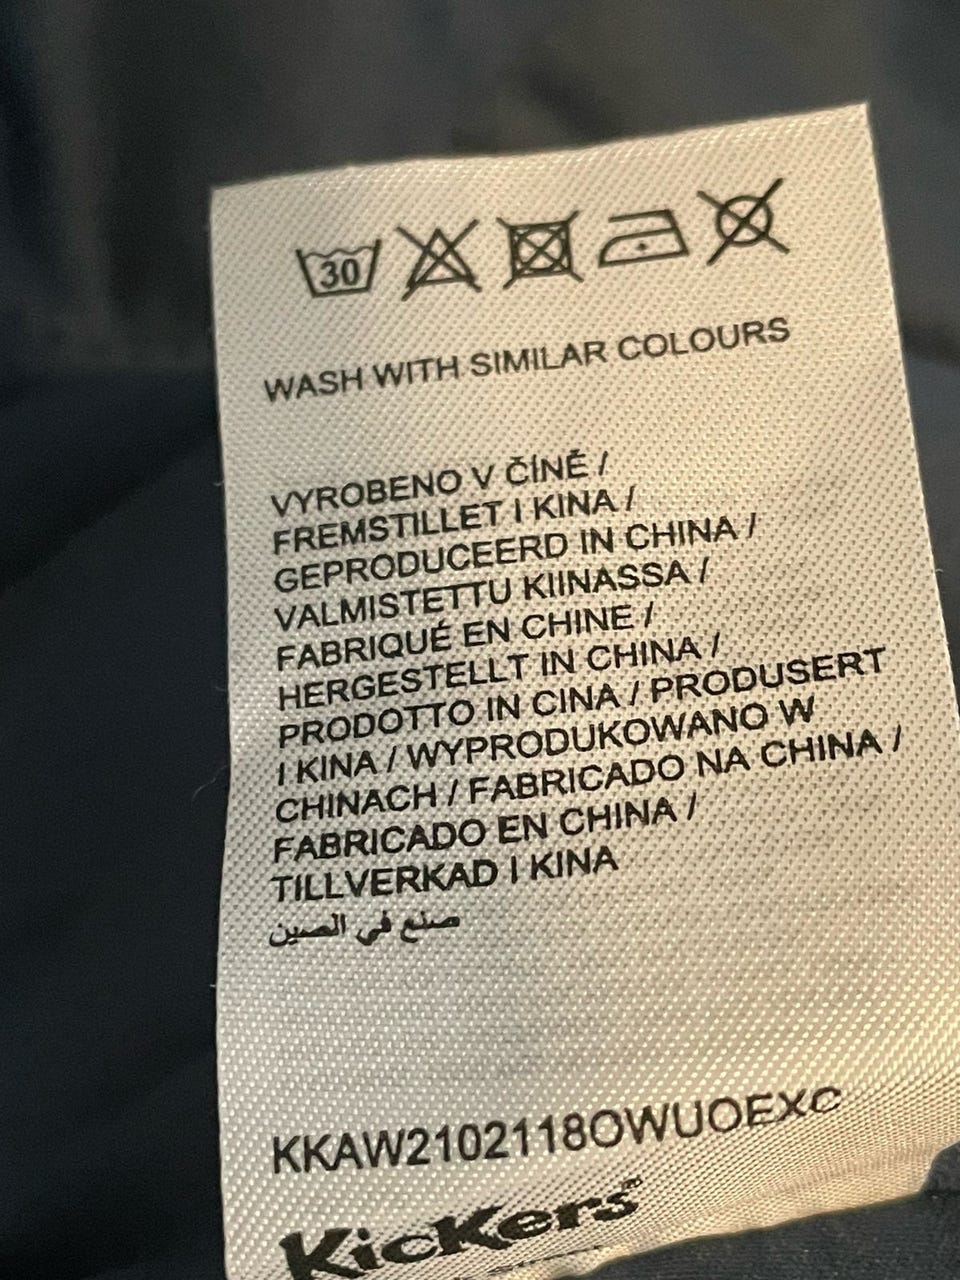 30
WASH WITH SIMILAR COLOURS
VYROBENO V ČÍNĚ /
FREMSTILLET I KINA /
GEPRODUCEERD IN CHINA /
VALMISTETTU KIINASSA /
FABRIQUÉ EN CHINE /
HERGESTELLT IN CHINA /
PRODOTTO IN CINA / PRODUSERT
I KINA / WYPRODUKOWANO W
CHINACH / FABRICADO NA CHINA /
FABRICADO EN CHINA /
TILLVERKAD I KINA
صنع في الصين
KKAW2102118OWUOEXC
KicKers™